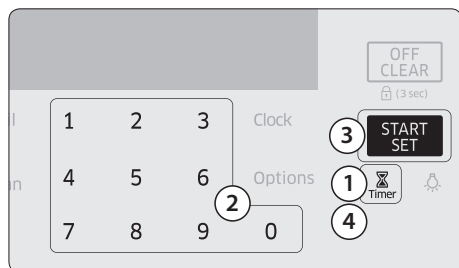 OFF
CLEAR
(3 sec)
1 2 3 Clock
3 START
SET
4 5 6 Options
1 Timer
2
4
7 8 9 0